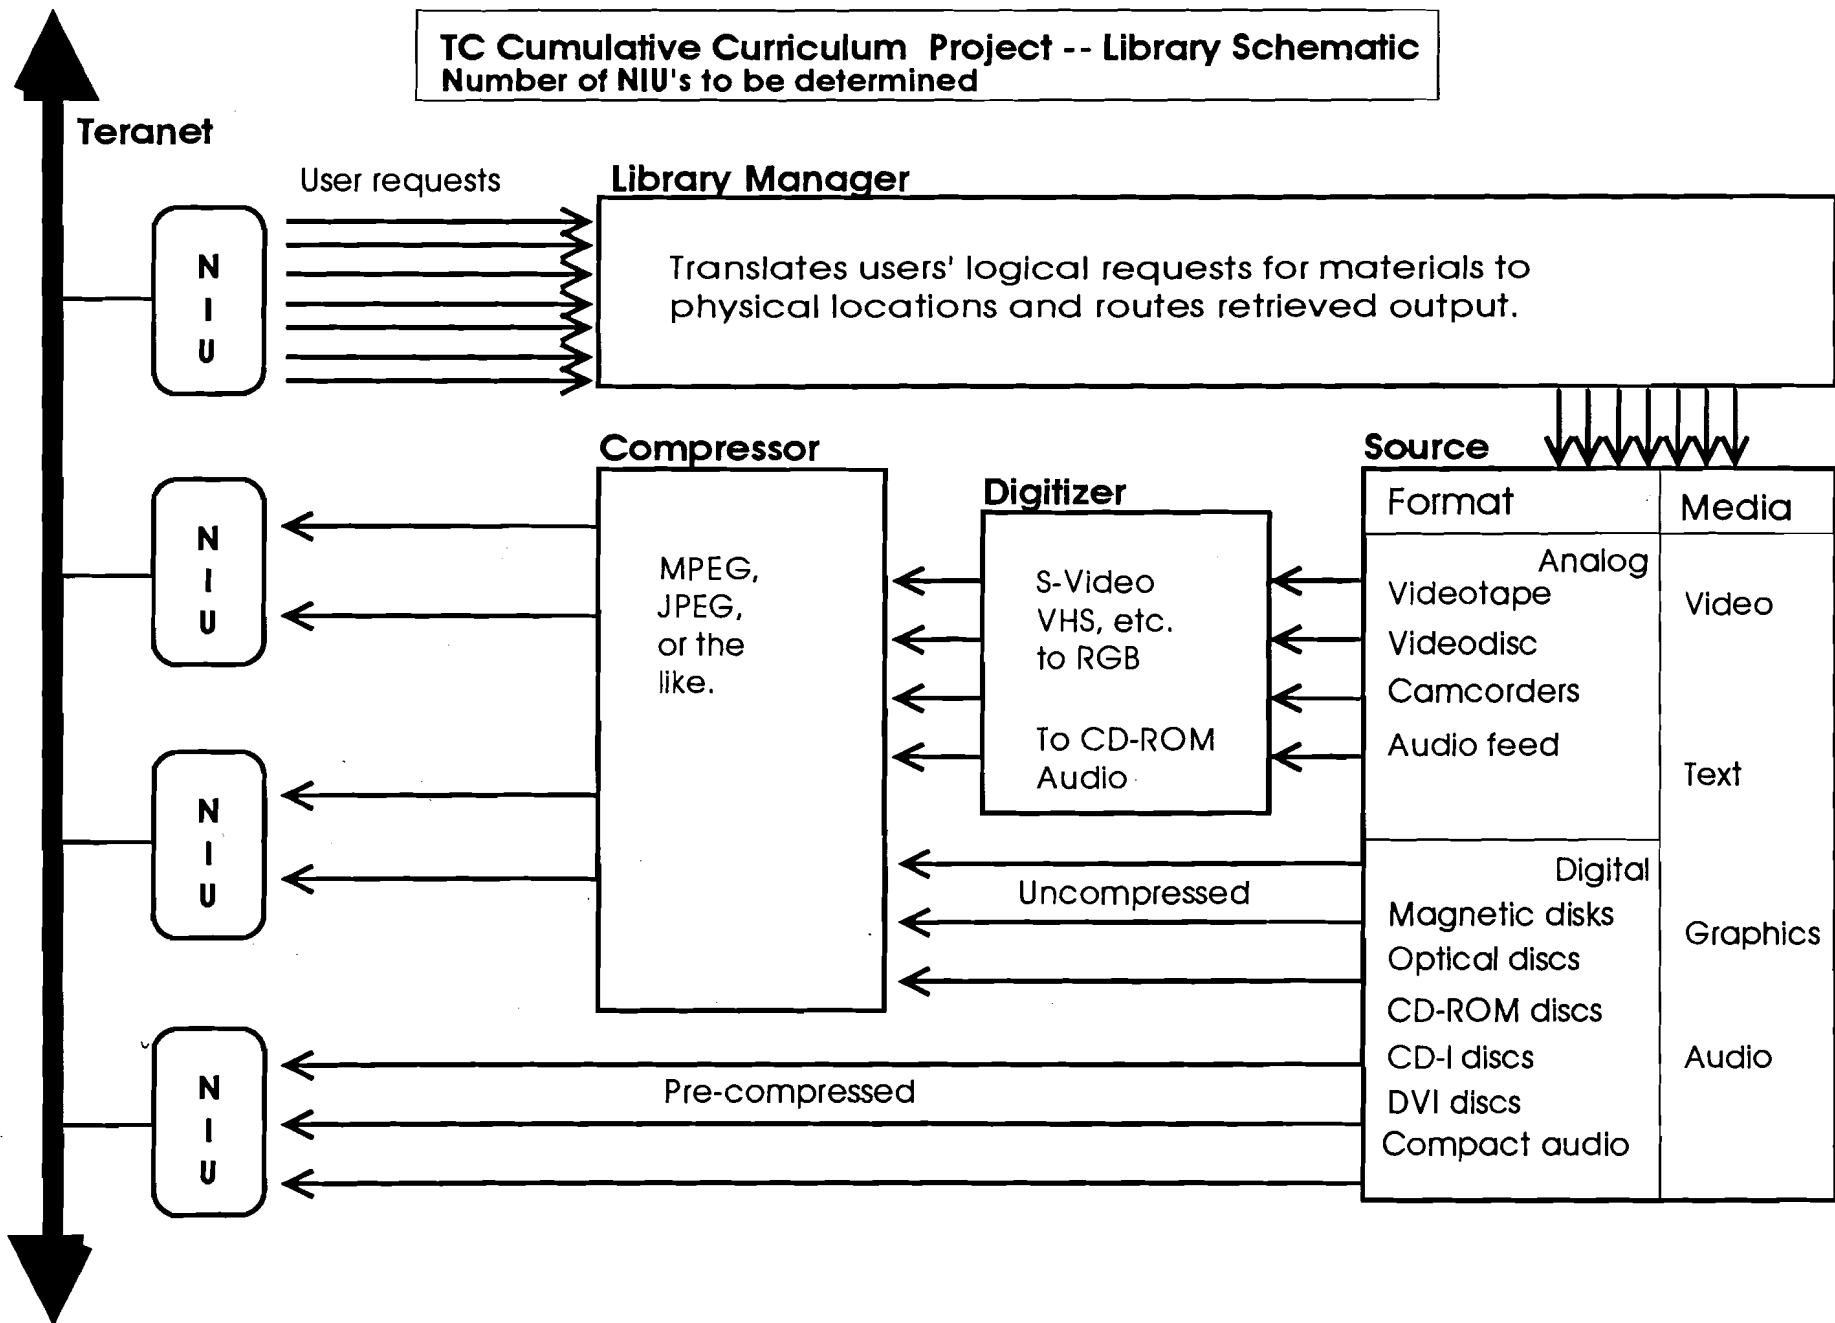 TC Cumulative Curriculum Project -- Library Schematic
Number of NIU's to be determined
Teranet
User requests
Library Manager
N
I
U
Translates users' logical requests for materials to
physical locations and routes retrieved output.
Compressor
Digitizer
Source
Format
Media
N
I
U
MPEG,
JPEG,
or the
like.
S-Video
VHS, etc.
to RGB
To CD-ROM
Audio
Analog
Videotape
Videodisc
Camcorders
Audio feed
Video
Text
Graphics
Audio
N
I
U
Uncompressed
Digital
Magnetic disks
Optical discs
CD-ROM discs
CD-I discs
DVI discs
Compact audio
N
I
U
Pre-compressed